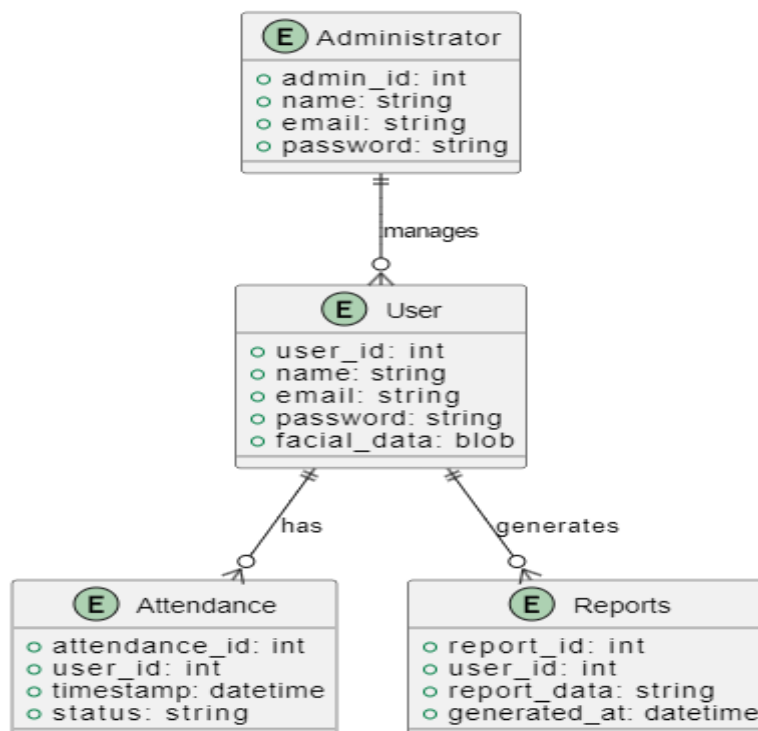 E Administrator
admin_id: int
name: string
email: string
password: string
manages
E User
user_id: int
name: string
email: string
password: string
facial_data: blob
has
generates
E Attendance
attendance_id: int
user_id: int
timestamp: datetime
status: string
E Reports
report_id: int
user_id: int
report_data: string
generated_at: datetime